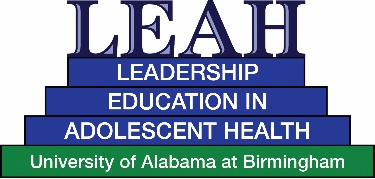 LEAH
LEADERSHIP
EDUCATION IN
ADOLESCENT HEALTH
University of Alabama at Birmingham